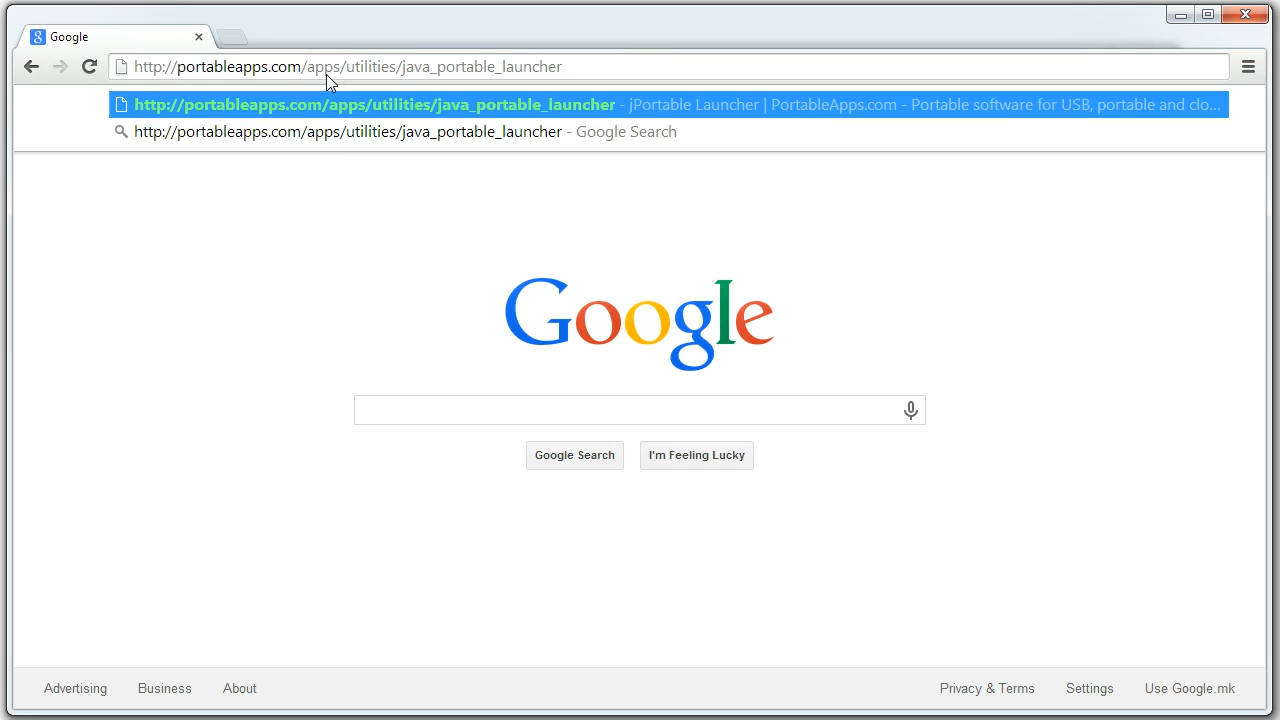 Google
http://portableapps.com/apps/utilities/java_portable_launcher
http://portableapps.com/apps/utilities/java_portable_launcher - jPortable Launcher | PortableApps.com - Portable software for USB, portable and clo...
http://portableapps.com/apps/utilities/java_portable_launcher - Google Search
Google
Google Search I'm Feeling Lucky
Advertising Business About Privacy & Terms Settings Use Google.mk